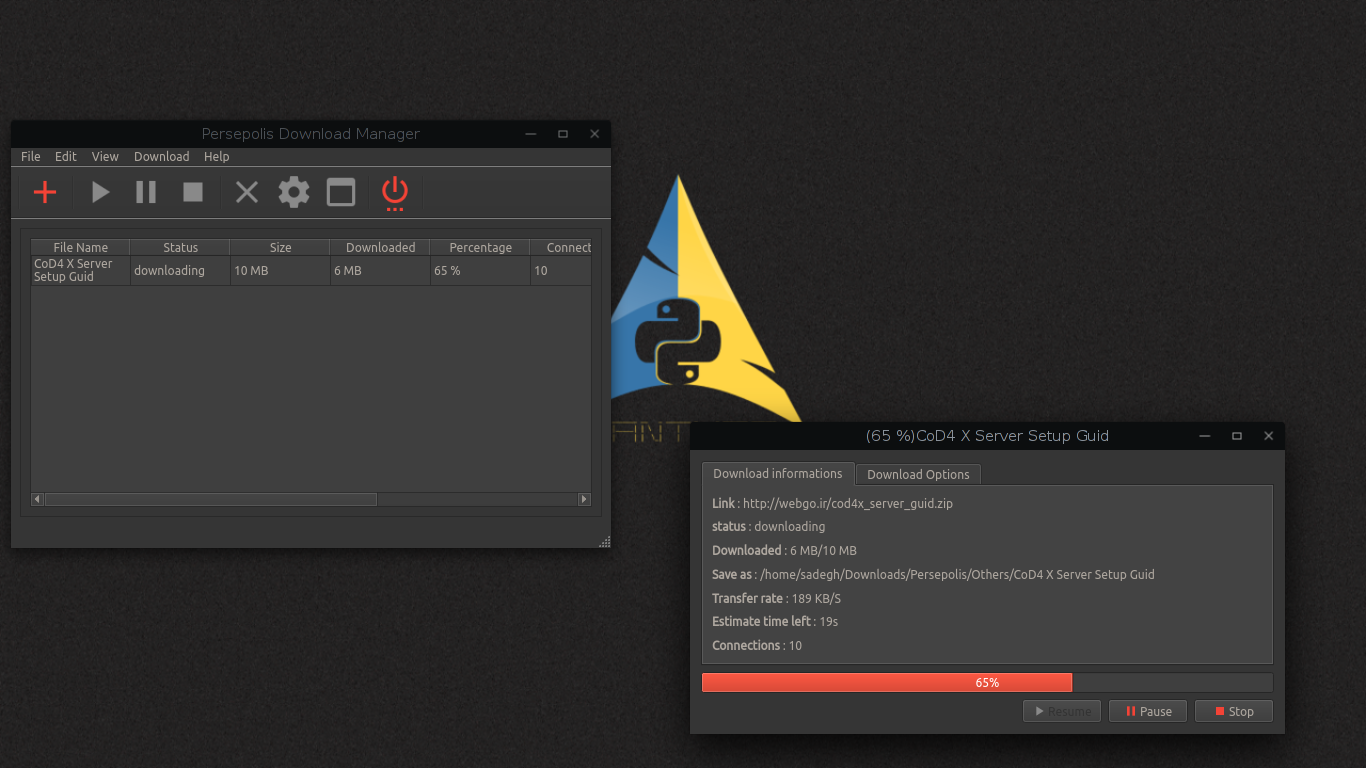 Persepolis Download Manager
File Edit View Download Help
File Name Status Size Downloaded Percentage Connect
CoD4 X Server
Setup Guid downloading 10 MB 6 MB 65 % 10
ANT
(65 %)CoD4 X Server Setup Guid
Download informations Download Options
Link : http://webgo.ir/cod4x_server_guid.zip
status : downloading
Downloaded : 6 MB/10 MB
Save as : /home/sadegh/Downloads/Persepolis/Others/CoD4 X Server Setup Guid
Transfer rate : 189 KB/S
Estimate time left : 19s
Connections : 10
65%
Resume Pause Stop